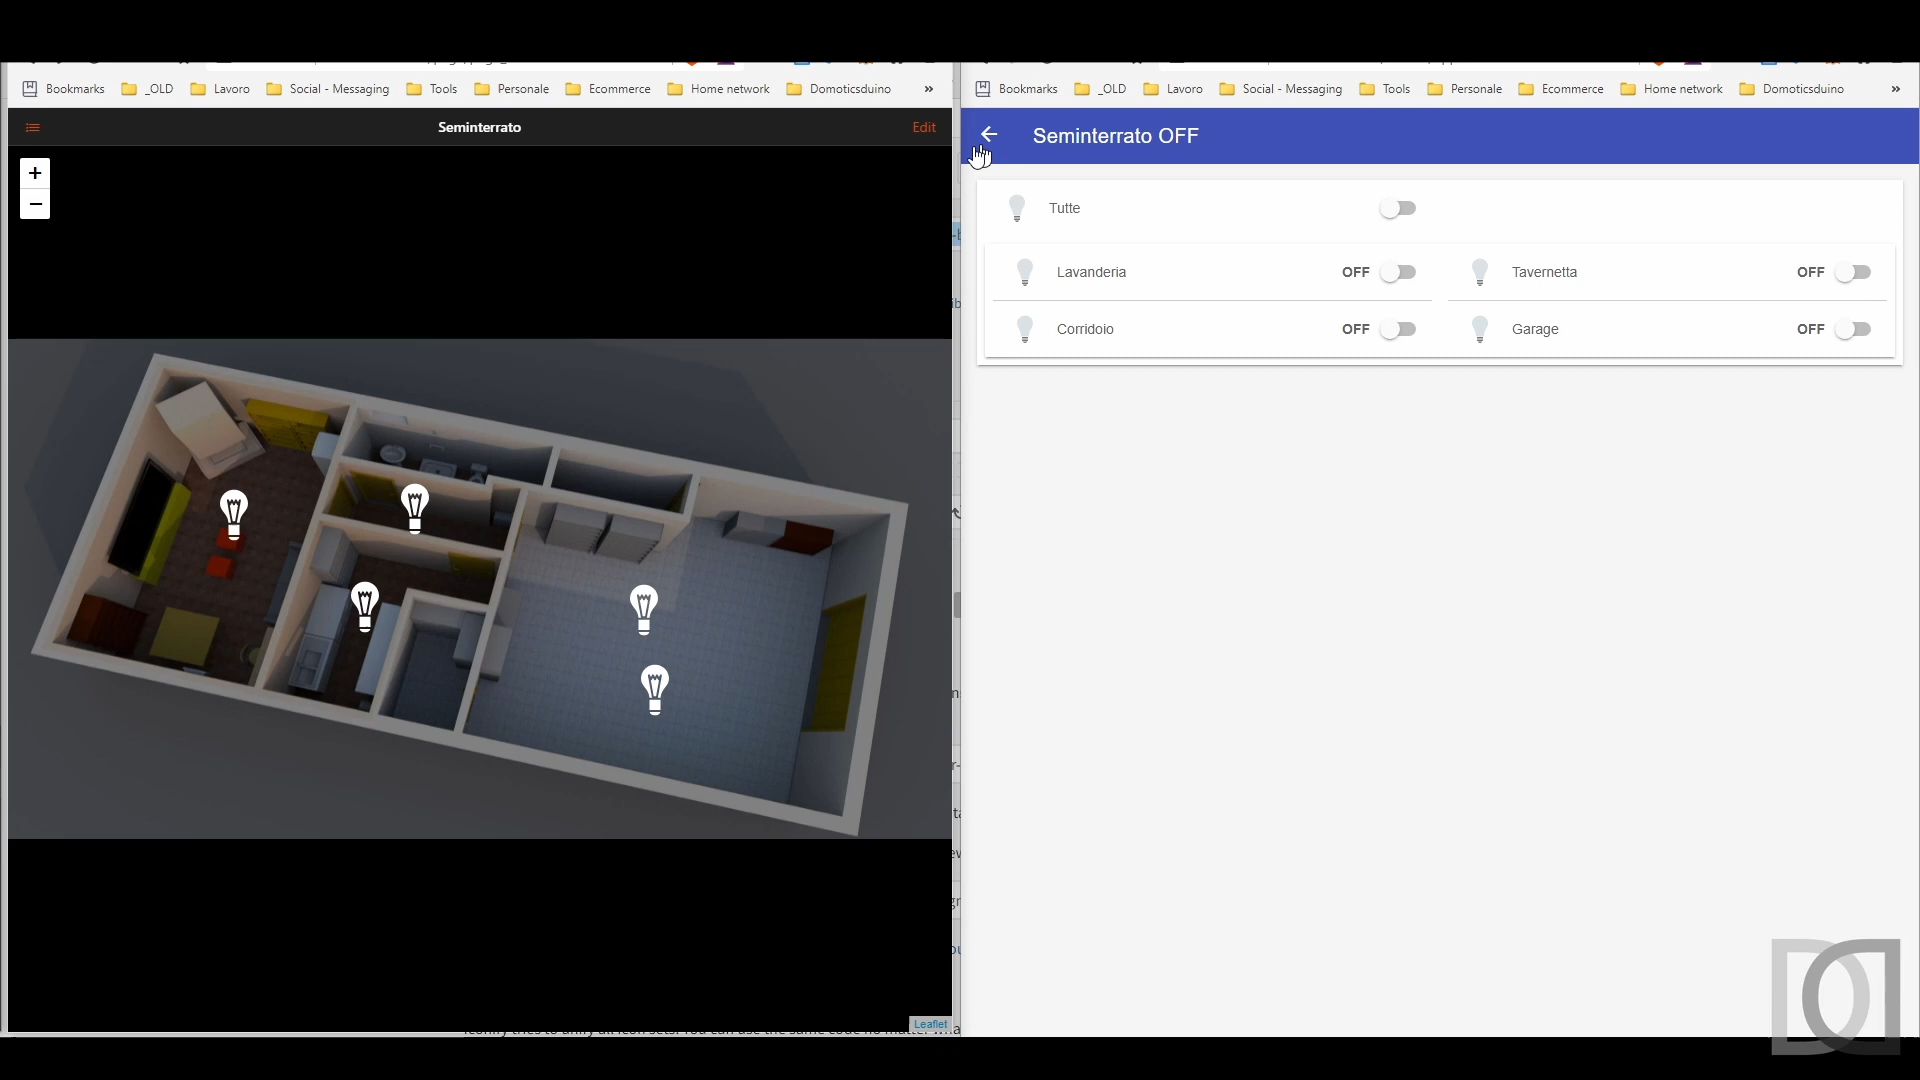 Bookmarks _OLD Lavoro Social - Messaging Tools Personale Ecommerce Home network Domoticsduino »
Seminterrato Edit
+
−
Leaflet
Bookmarks _OLD Lavoro Social - Messaging Tools Personale Ecommerce Home network Domoticsduino »
Seminterrato OFF
Tutte
Lavanderia OFF Tavernetta OFF
Corridoio OFF Garage OFF